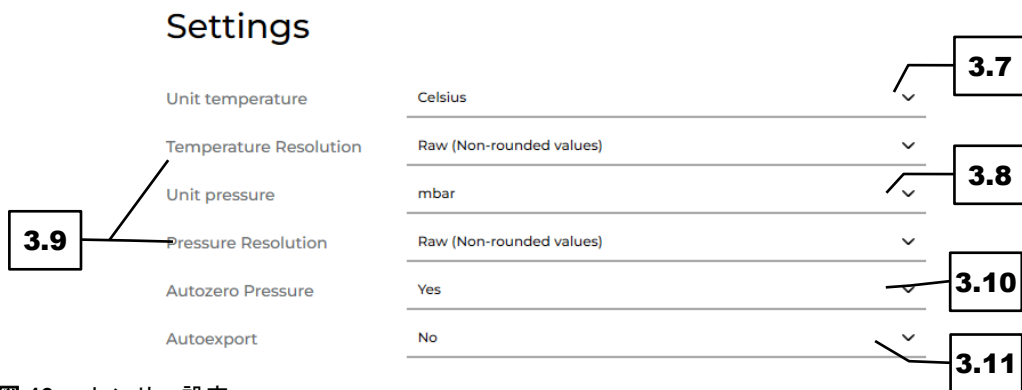 Settings
3.7
Unit temperature Celsius
Temperature Resolution Raw (Non-rounded values)
3.8
Unit pressure mbar
3.9
Pressure Resolution Raw (Non-rounded values)
3.10
Autozero Pressure Yes
Autoexport No
3.11